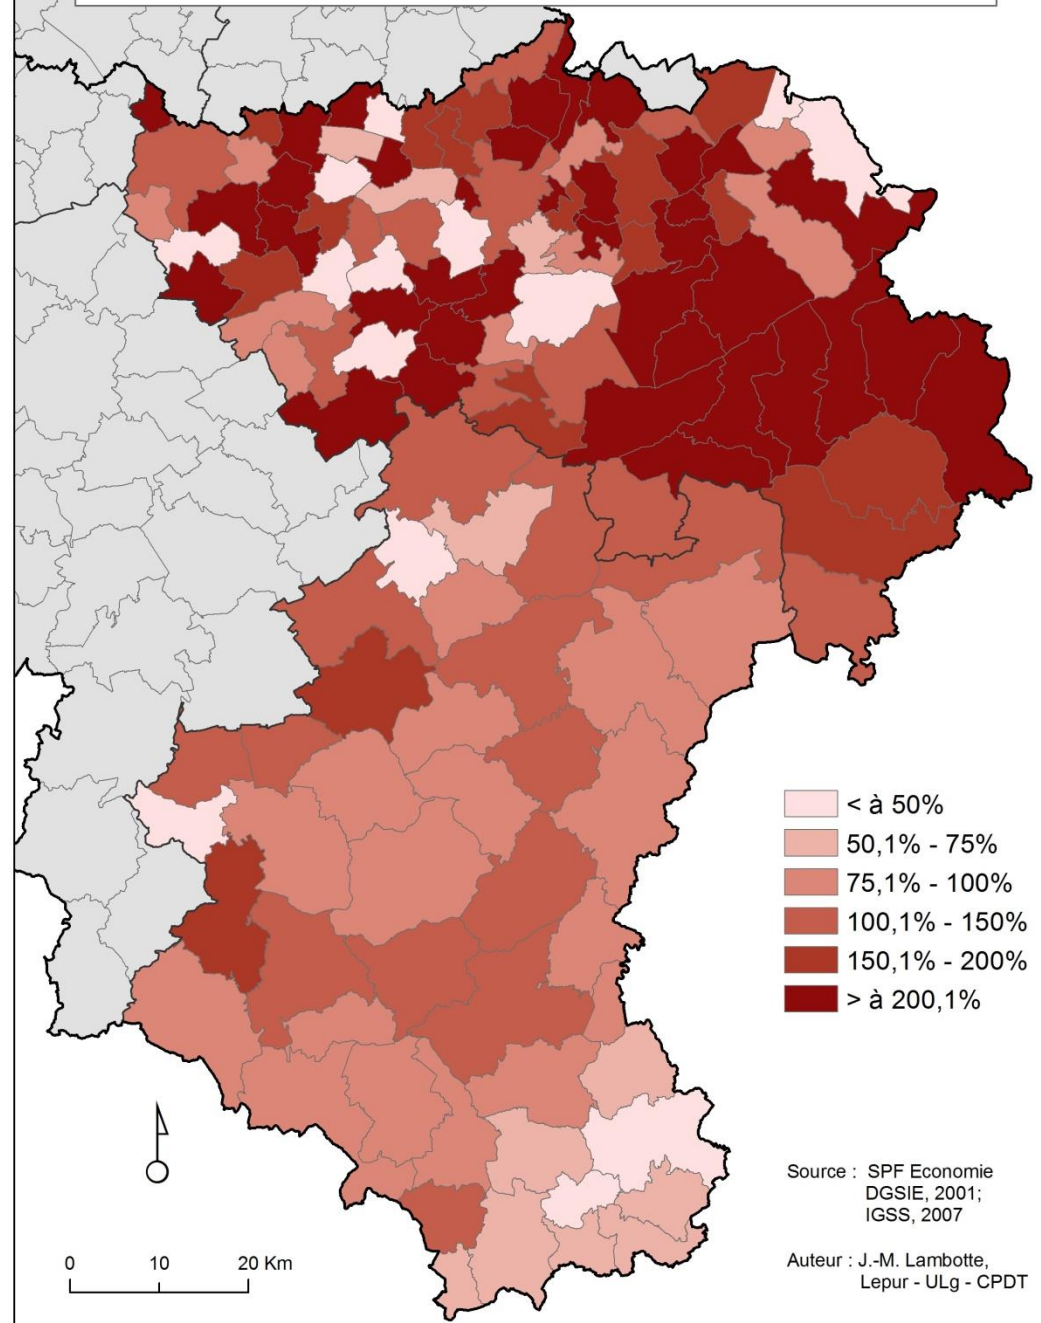 < à 50%
50,1% - 75%
75,1% - 100%
100,1% - 150%
150,1% - 200%
> à 200,1%
Source : SPF Economie
DGSIE, 2001;
IGSS, 2007
0 10 20 Km
Auteur : J.-M. Lambotte,
Lepur - ULg - CPDT